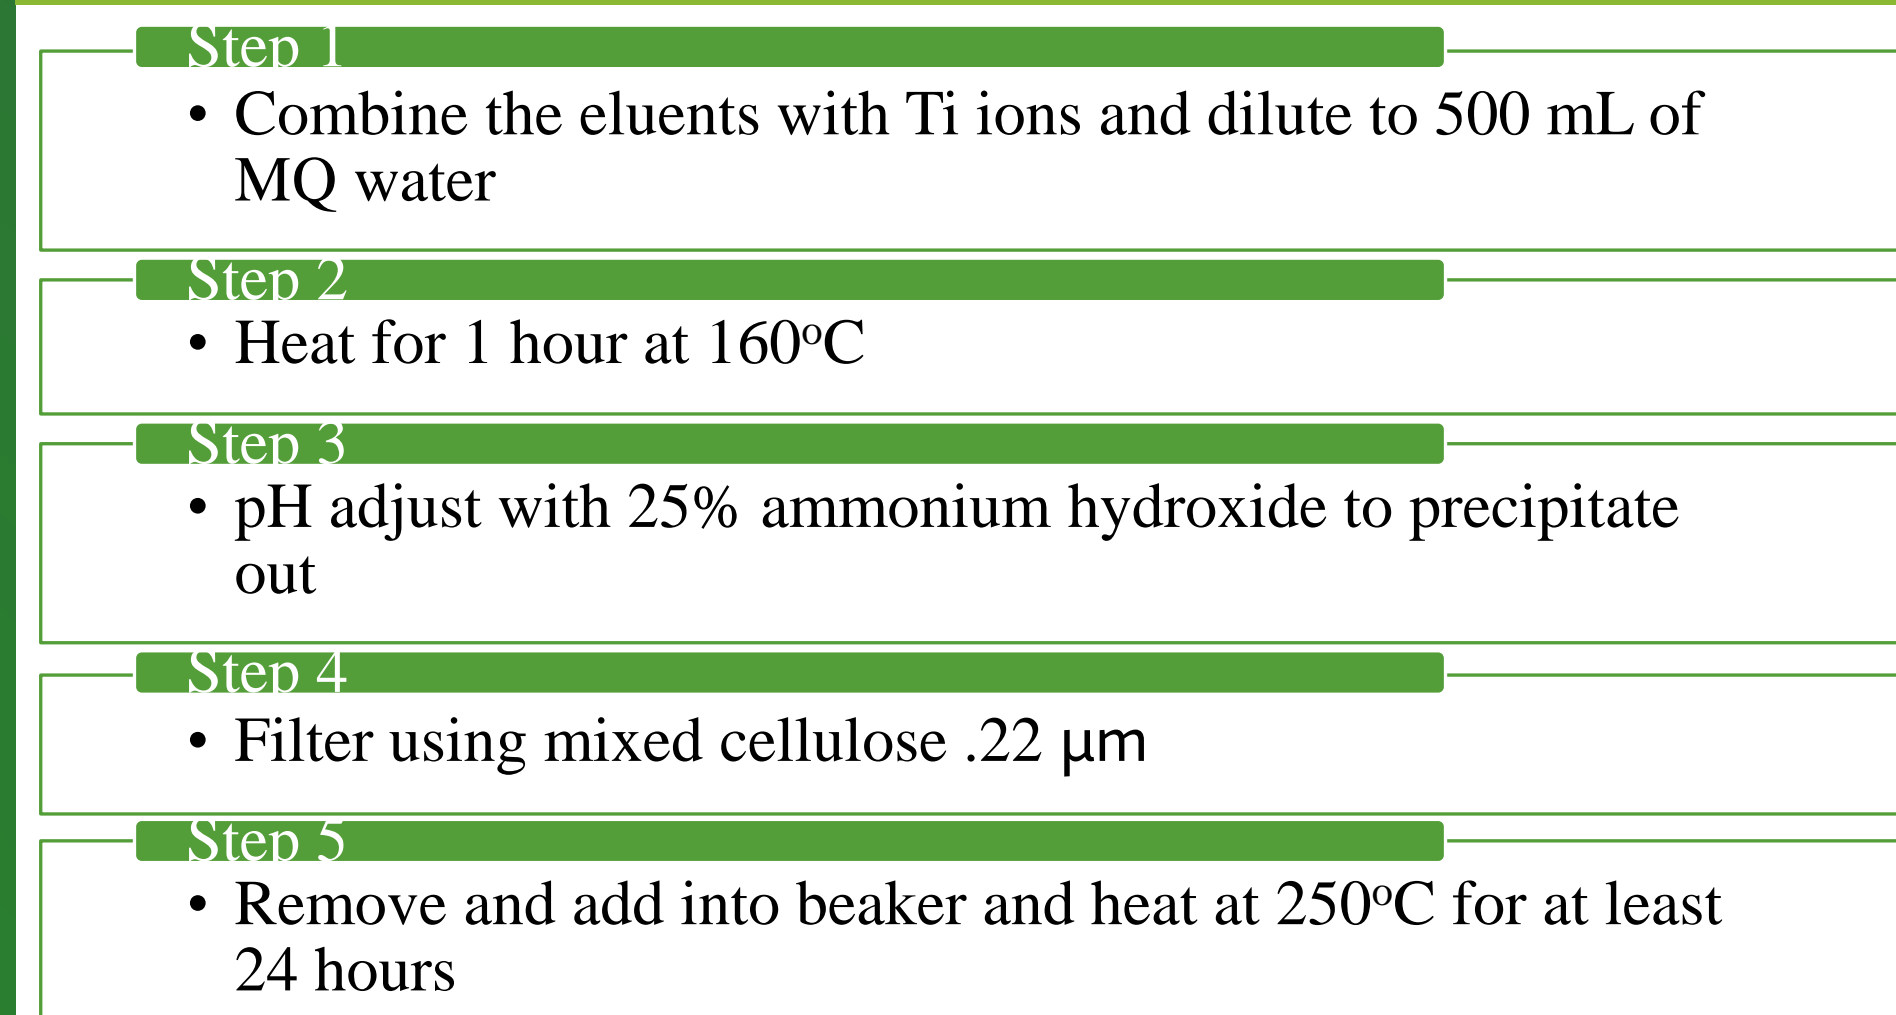 Step 1
• Combine the eluents with Ti ions and dilute to 500 mL of
MQ water
Step 2
• Heat for 1 hour at 160ᵒC
Step 3
• pH adjust with 25% ammonium hydroxide to precipitate
out
Step 4
• Filter using mixed cellulose .22 µm
Step 5
• Remove and add into beaker and heat at 250ᵒC for at least
24 hours